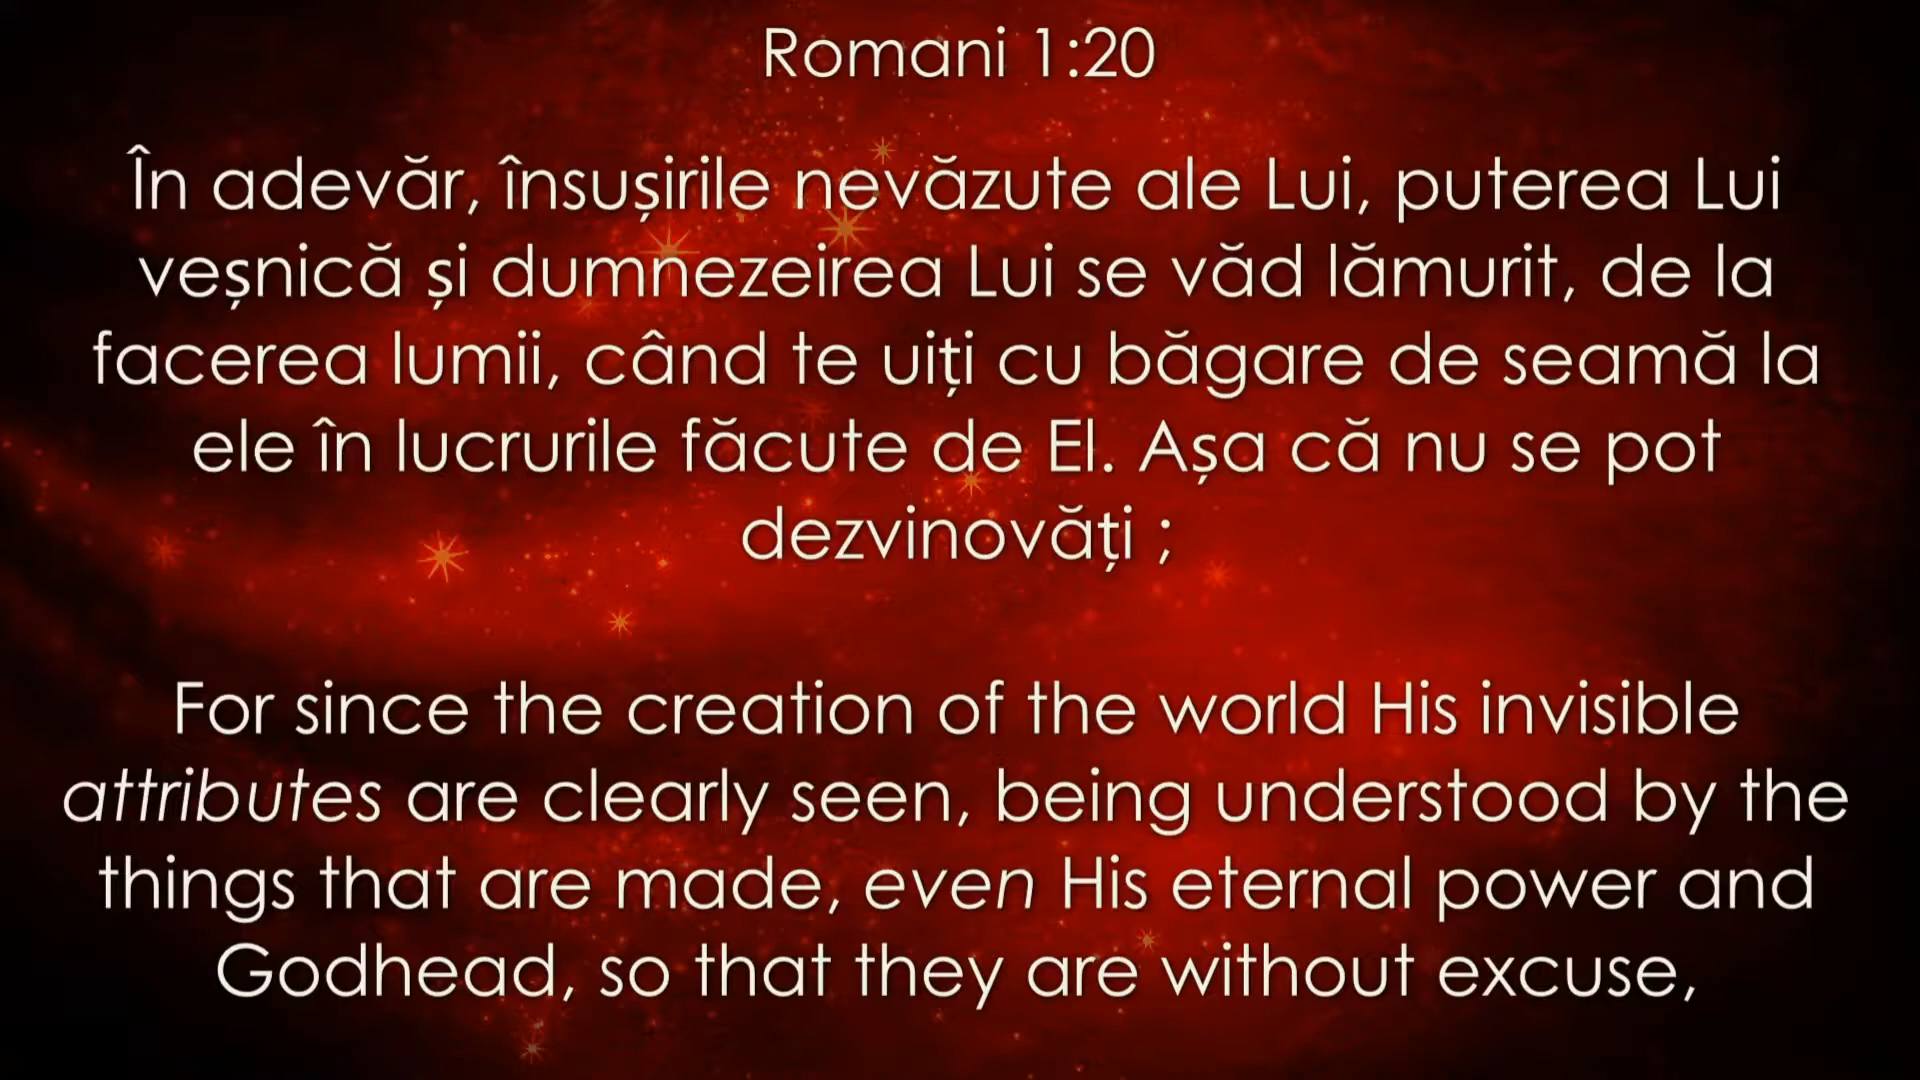 Romani 1:20
În adevăr, însușirile nevăzute ale Lui, puterea Lui
veșnică și dumnezeirea Lui se văd lămurit, de la
facerea lumii, când te uiți cu băgare de seamă la
ele în lucrurile făcute de El. Așa că nu se pot
dezvinovăți ;
For since the creation of the world His invisible
attributes are clearly seen, being understood by the
things that are made, even His eternal power and
Godhead, so that they are without excuse,